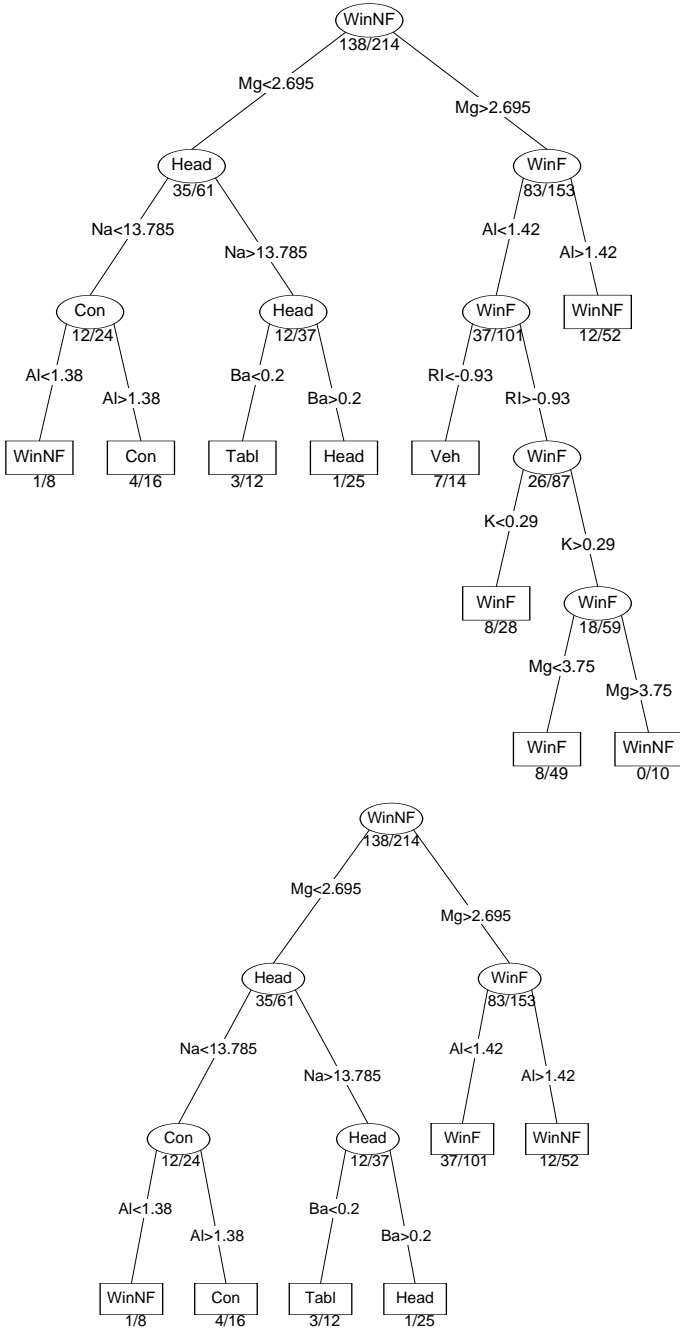 WinNF
138/214
Mg<2.695
Mg>2.695
Head
35/61
WinF
83/153
Na<13.785
Na>13.785
Al<1.42
Al>1.42
Con
12/24
Head
12/37
WinF
37/101
WinNF
12/52
Al<1.38
Al>1.38
Ba<0.2
Ba>0.2
RI<-0.93
RI>-0.93
WinNF
1/8
Con
4/16
Tabl
3/12
Head
1/25
Veh
7/14
WinF
26/87
K<0.29
K>0.29
WinF
8/28
WinF
18/59
Mg<3.75
Mg>3.75
WinF
8/49
WinNF
0/10
WinNF
138/214
Mg<2.695
Mg>2.695
Head
35/61
WinF
83/153
Na<13.785
Na>13.785
Al<1.42
Al>1.42
Con
12/24
Head
12/37
WinF
37/101
WinNF
12/52
Al<1.38
Al>1.38
Ba<0.2
Ba>0.2
WinNF
1/8
Con
4/16
Tabl
3/12
Head
1/25